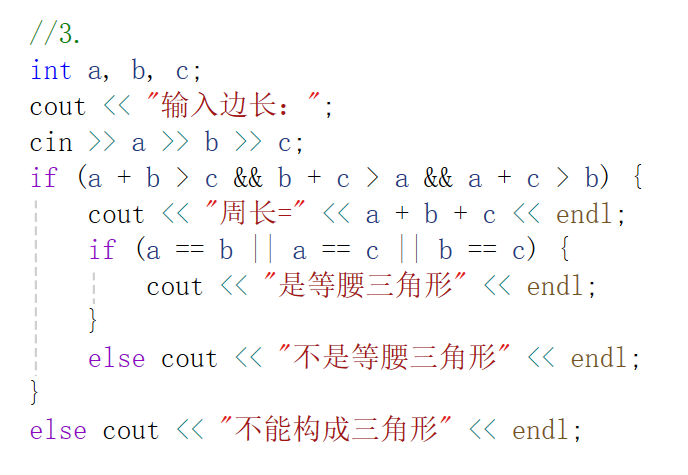 //3.
int a, b, c;
cout << "输入边长：";
cin >> a >> b >> c;
if (a + b > c && b + c > a && a + c > b) {
    cout << "周长=" << a + b + c << endl;
    if (a == b || a == c || b == c) {
        cout << "是等腰三角形" << endl;
    }
    else cout << "不是等腰三角形" << endl;
}
else cout << "不能构成三角形" << endl;